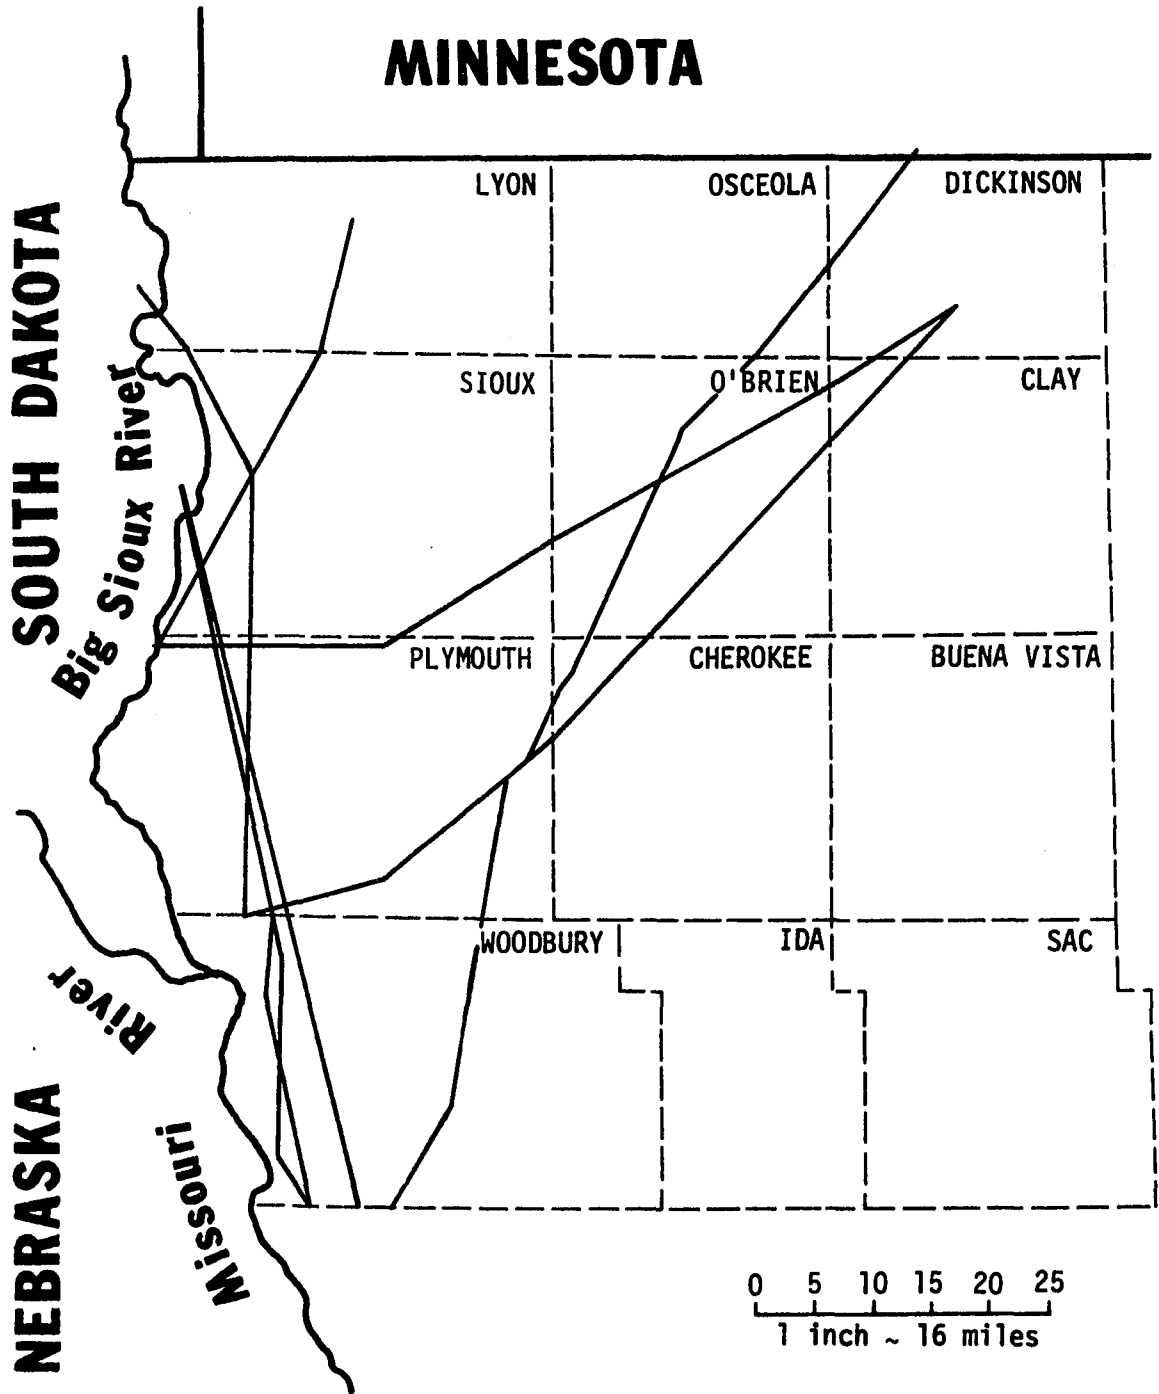 MINNESOTA
LYON
OSCEOLA
DICKINSON
SOUTH DAKOTA
Big Sioux River
SIOUX
O'BRIEN
CLAY
PLYMOUTH
CHEROKEE
BUENA VISTA
WOODBURY
IDA
SAC
NEBRASKA
Missouri River
0 5 10 15 20 25
1 inch ~ 16 miles